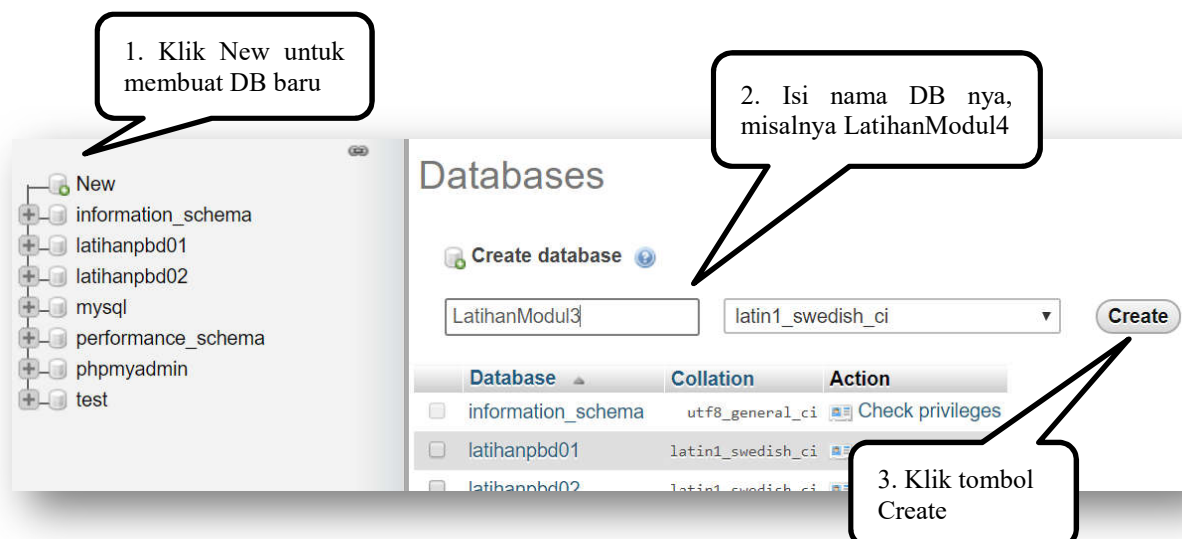 1. Klik New untuk
membuat DB baru
2. Isi nama DB nya,
misalnya LatihanModul4
New
information_schema
latihanpbd01
latihanpbd02
mysql
performance_schema
phpmyadmin
test
Databases
Create database
LatihanModul3 latin1_swedish_ci Create
Database Collation Action
information_schema utf8_general_ci Check privileges
latihanpbd01 latin1_swedish_ci
latihanpbd02 latin1_swedish_ci
3. Klik tombol
Create